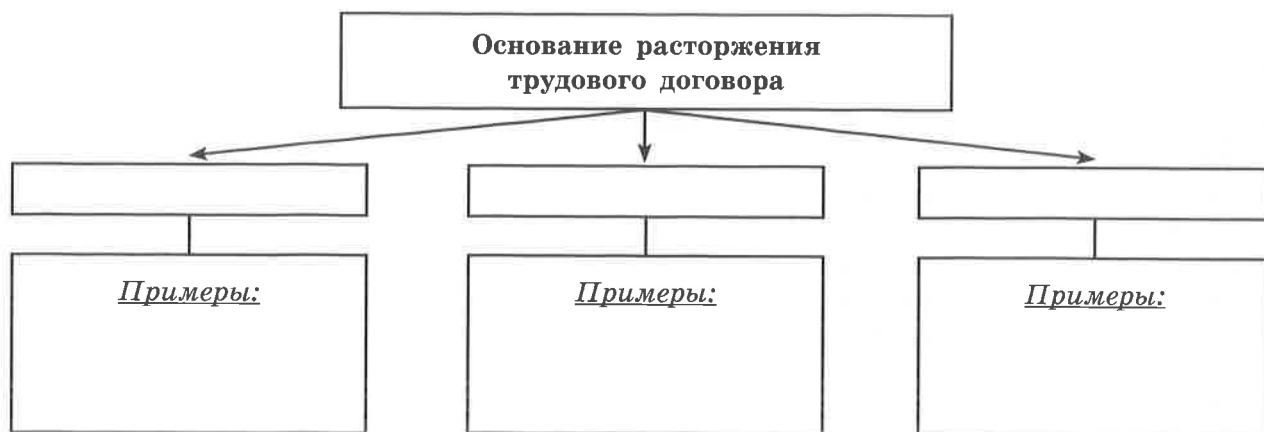 Основание расторжения
трудового договора
Примеры:
Примеры:
Примеры: